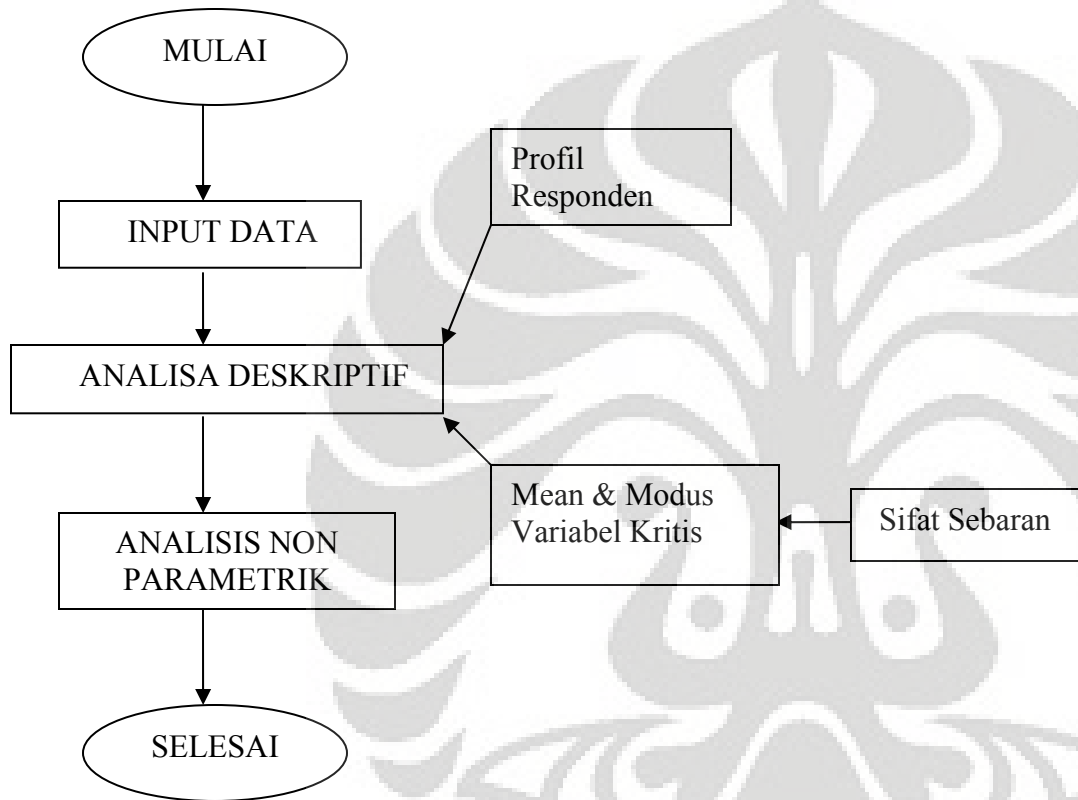 MULAI
Profil
Responden
INPUT DATA
ANALISA DESKRIPTIF
Mean & Modus
Variabel Kritis
Sifat Sebaran
ANALISIS NON
PARAMETRIK
SELESAI